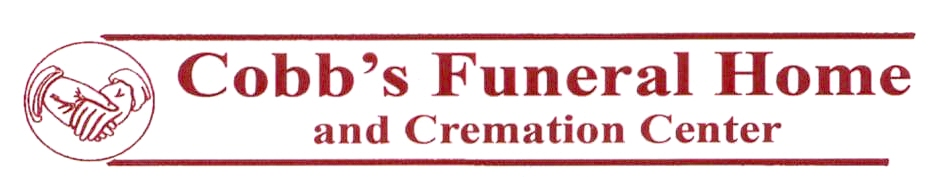 Cobb's Funeral Home
and Cremation Center